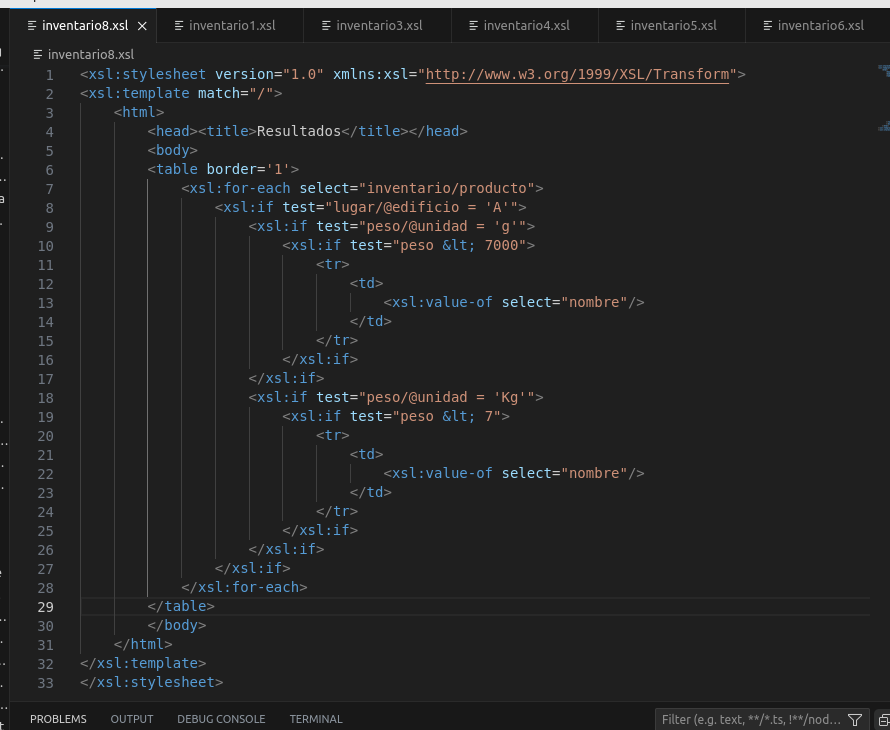 inventario8.xsl inventario1.xsl inventario3.xsl inventario4.xsl inventario5.xsl inventario6.xsl
inventario8.xsl
1 <xsl:stylesheet version="1.0" xmlns:xsl="http://www.w3.org/1999/XSL/Transform">
2 <xsl:template match="/">
3 <html>
4 <head><title>Resultados</title></head>
5 <body>
6 <table border='1'>
7 <xsl:for-each select="inventario/producto">
8 <xsl:if test="lugar/@edificio = 'A'">
9 <xsl:if test="peso/@unidad = 'g'">
10 <xsl:if test="peso &lt; 7000">
11 <tr>
12 <td>
13 <xsl:value-of select="nombre"/>
14 </td>
15 </tr>
16 </xsl:if>
17 </xsl:if>
18 <xsl:if test="peso/@unidad = 'Kg'">
19 <xsl:if test="peso &lt; 7">
20 <tr>
21 <td>
22 <xsl:value-of select="nombre"/>
23 </td>
24 </tr>
25 </xsl:if>
26 </xsl:if>
27 </xsl:if>
28 </xsl:for-each>
29 </table>
30 </body>
31 </html>
32 </xsl:template>
33 </xsl:stylesheet>
PROBLEMS OUTPUT DEBUG CONSOLE TERMINAL Filter (e.g. text, **/*.ts, !**/nod...